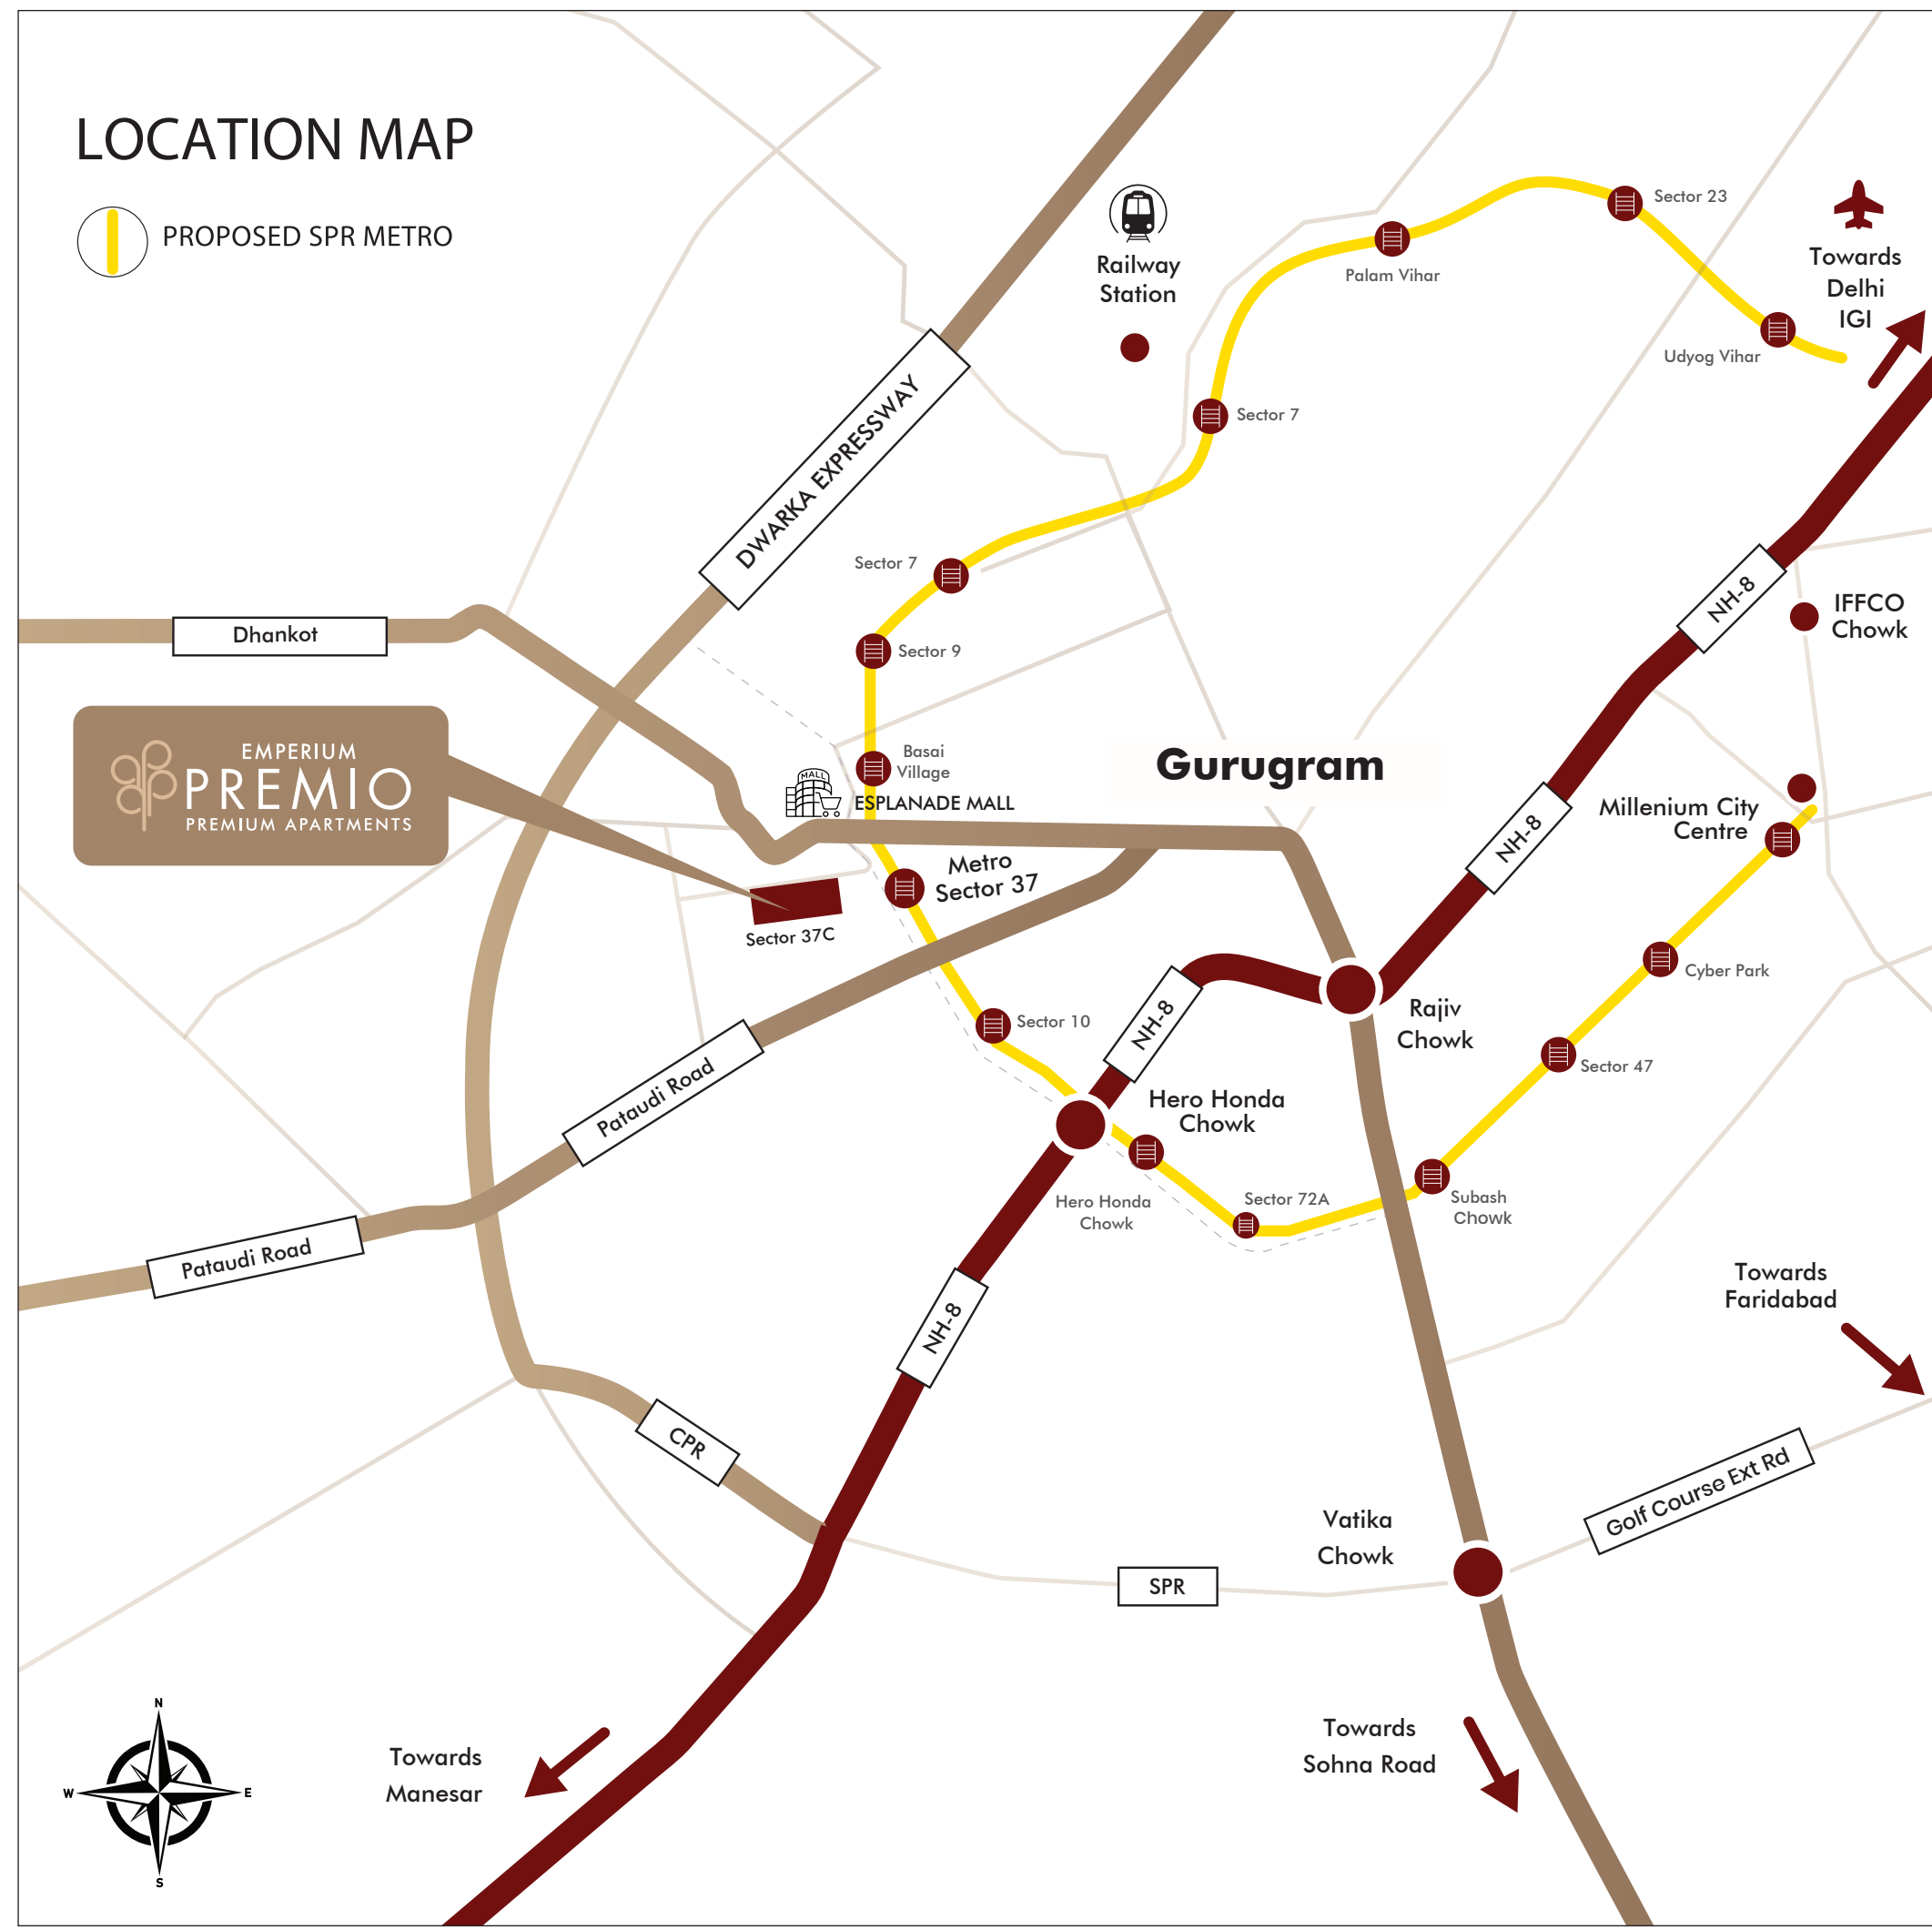 LOCATION MAP
PROPOSED SPR METRO
Railway
Station
Sector 23
Palam Vihar
Towards
Delhi
IGI
Udyog Vihar
Sector 7
DWARKA EXPRESSWAY
Sector 7
Sector 9
Dhankot
NH-8
IFFCO
Chowk
EMPERIUM
PREMIO
PREMIUM APARTMENTS
Basai
Village
MALL
ESPLANADE MALL
Gurugram
Millenium City
Centre
NH-8
Metro
Sector 37
Sector 37C
Cyber Park
Sector 10
NH-8
Rajiv
Chowk
Sector 47
Pataudi Road
Hero Honda
Chowk
Hero Honda
Chowk
Sector 72A
Subash
Chowk
Pataudi Road
NH-8
Towards
Faridabad
CPR
Golf Course Ext Rd
Vatika
Chowk
SPR
Towards
Sohna Road
Towards
Manesar
N
W
E
S